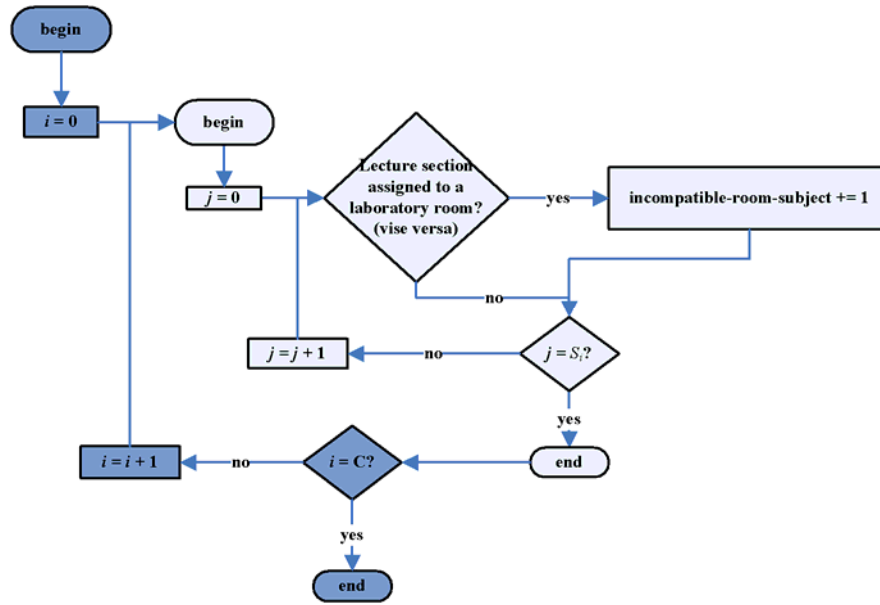 begin
i = 0
begin
j = 0
Lecture section
assigned to a
laboratory room?
(vise versa)
yes
incompatible-room-subject += 1
no
j = Sᵢ?
no
j = j + 1
yes
end
i = C?
no
i = i + 1
yes
end